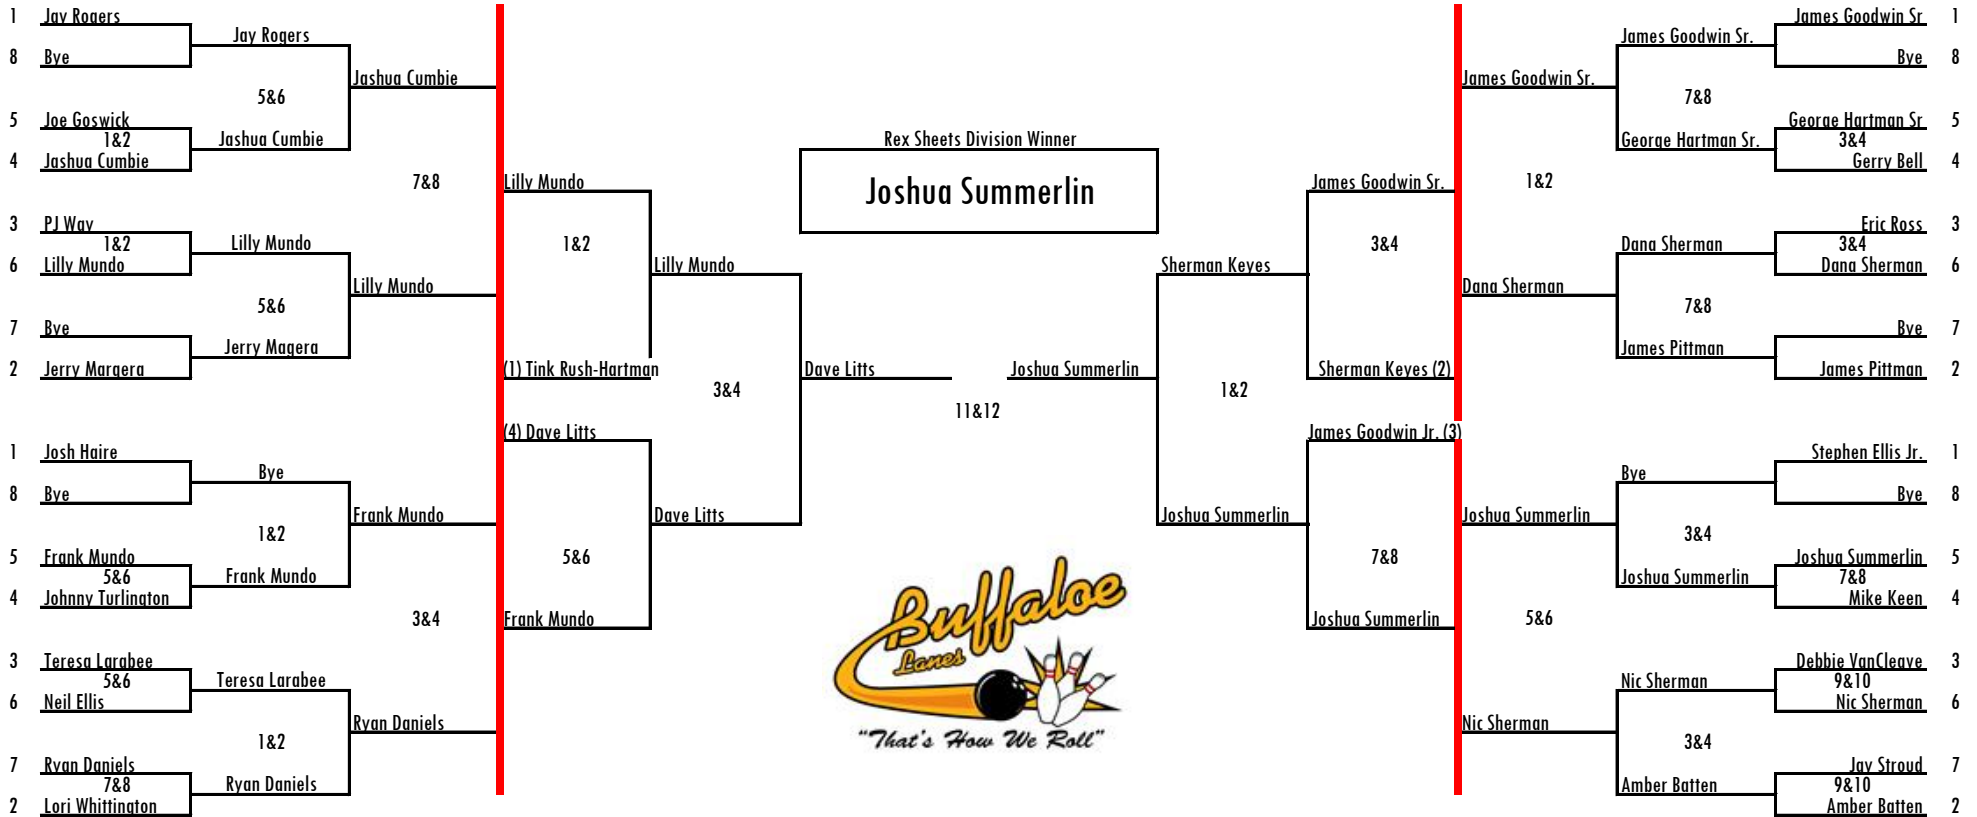 1 Jay Rogers
8 Bye
Jay Rogers
5&6
5 Joe Goswick
1&2
4 Jashua Cumbie
Jashua Cumbie
Jashua Cumbie
7&8
3 PJ Way
1&2
6 Lilly Mundo
Lilly Mundo
5&6
7 Bye
2 Jerry Margera
Jerry Magera
Lilly Mundo
1 Josh Haire
8 Bye
Bye
1&2
5 Frank Mundo
5&6
4 Johnny Turlington
Frank Mundo
Frank Mundo
3&4
3 Teresa Larabee
5&6
6 Neil Ellis
Teresa Larabee
1&2
7 Ryan Daniels
7&8
2 Lori Whittington
Ryan Daniels
Ryan Daniels
Lilly Mundo
1&2
(1) Tink Rush-Hartman
Lilly Mundo
3&4
(4) Dave Litts
5&6
Frank Mundo
Dave Litts
Dave Litts
Rex Sheets Division Winner
Joshua Summerlin
11&12
Buffaloe
Lanes
"That's How We Roll"
Joshua Summerlin
Sherman Keyes
1&2
Joshua Summerlin
James Goodwin Sr.
3&4
Sherman Keyes (2)
James Goodwin Jr. (3)
7&8
Joshua Summerlin
James Goodwin Sr.
1&2
Dana Sherman
Joshua Summerlin
5&6
Nic Sherman
James Goodwin Sr.
7&8
George Hartman Sr.
Dana Sherman
7&8
James Pittman
Bye
3&4
Joshua Summerlin
Nic Sherman
3&4
Amber Batten
James Goodwin Sr 1
Bye 8
George Hartman Sr 5
3&4
Gerry Bell 4
Eric Ross 3
3&4
Dana Sherman 6
Bye 7
James Pittman 2
Stephen Ellis Jr. 1
Bye 8
Joshua Summerlin 5
7&8
Mike Keen 4
Debbie VanCleave 3
9&10
Nic Sherman 6
Jay Stroud 7
9&10
Amber Batten 2